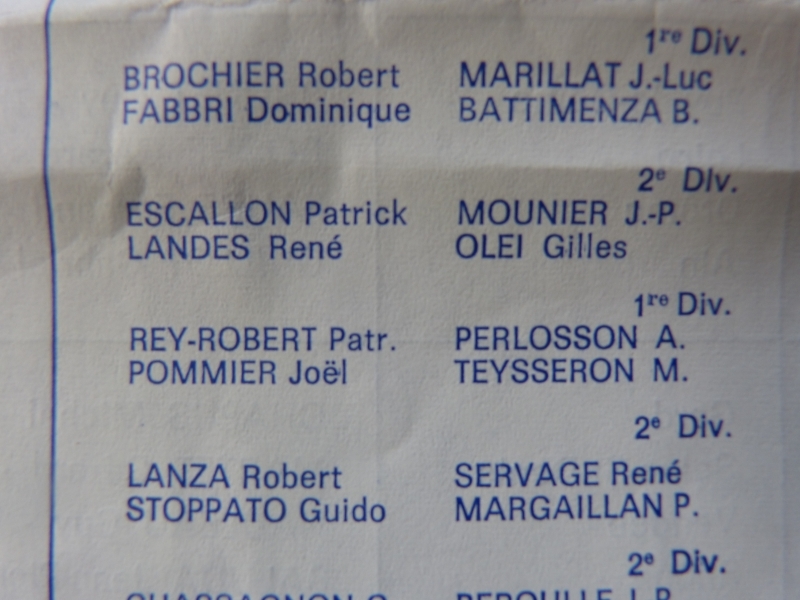 1re Div.
BROCHIER Robert MARILLAT J.-Luc
FABBRI Dominique BATTIMENZA B.
2e Div.
ESCALLON Patrick MOUNIER J.-P.
LANDES René OLEI Gilles
1re Div.
REY-ROBERT Patr. PERLOSSON A.
POMMIER Joël TEYSSERON M.
2e Div.
LANZA Robert SERVAGE René
STOPPATO Guido MARGAILLAN P.
2e Div.